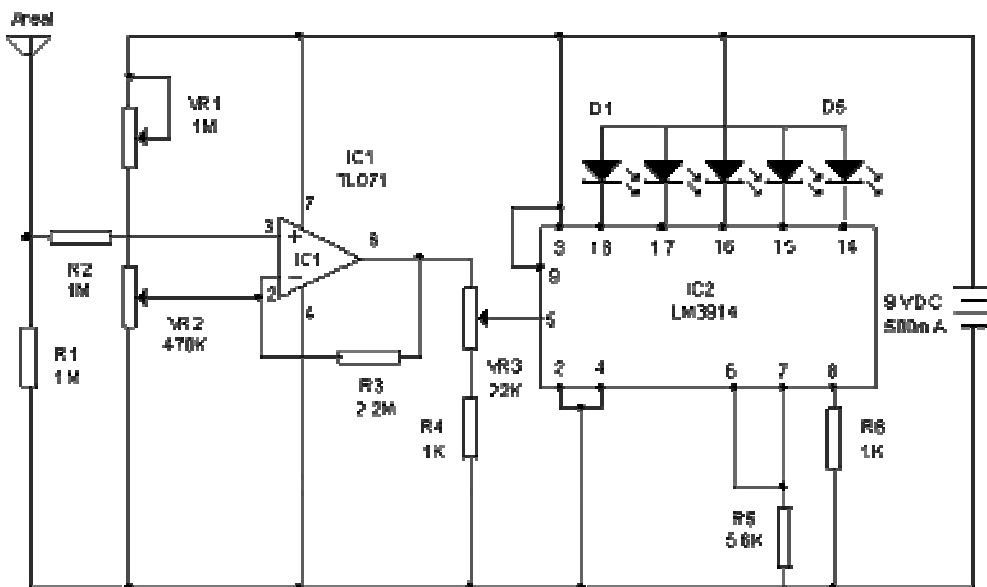 Areal
VR1
1M
IC1
TL071
D1
D5
7
3
6
+
IC1
−
2
4
R2
1M
VR2
470K
R1
1M
R3
2.2M
R4
1K
VR3
22K
3
18
17
16
15
14
9
5
IC2
LM3914
2
4
6
7
8
9 VDC
500mA
R6
1K
R5
5.6K